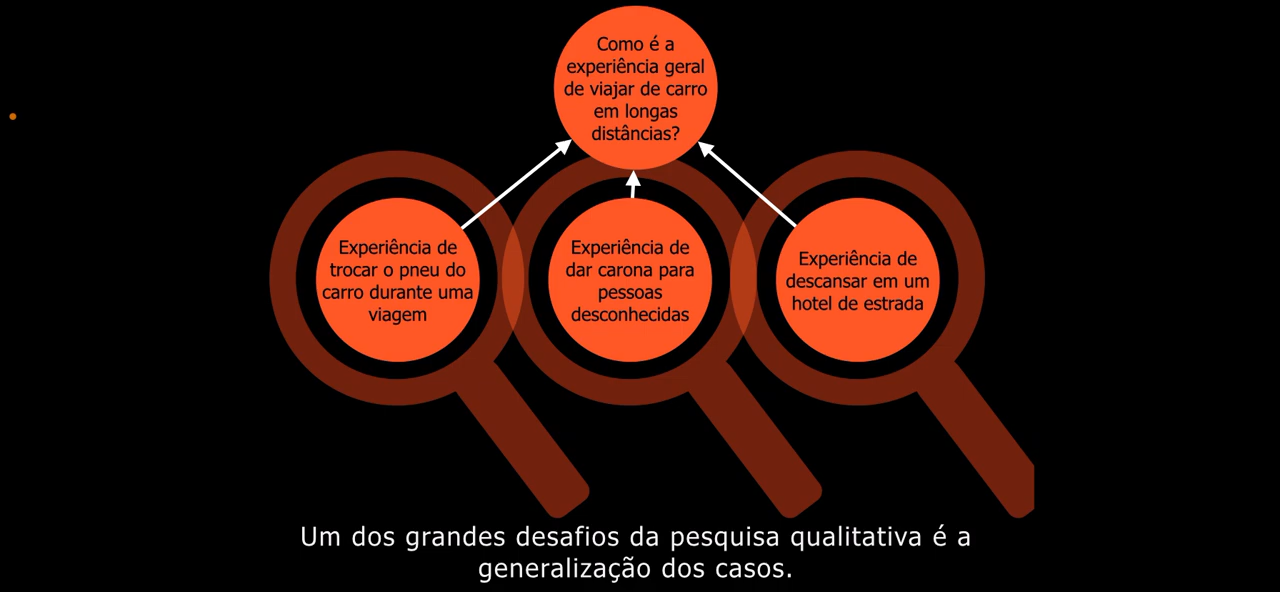 Como é a
experiência geral
de viajar de carro
em longas
distâncias?
Experiência de
trocar o pneu do
carro durante uma
viagem
Experiência de
dar carona para
pessoas
desconhecidas
Experiência de
descansar em um
hotel de estrada
Um dos grandes desafios da pesquisa qualitativa é a
generalização dos casos.